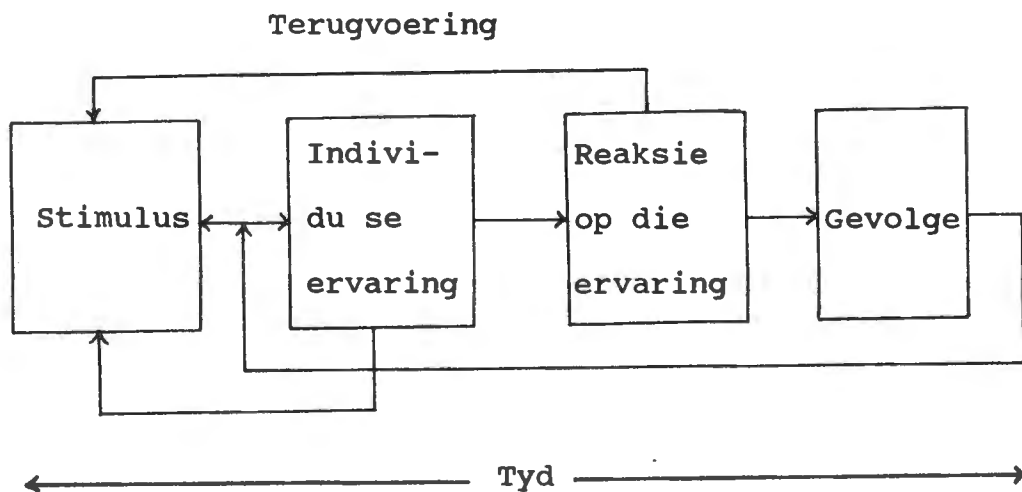 Terugvoering
Stimulus
Indivi-
du se
ervaring
Reaksie
op die
ervaring
Gevolge
Tyd